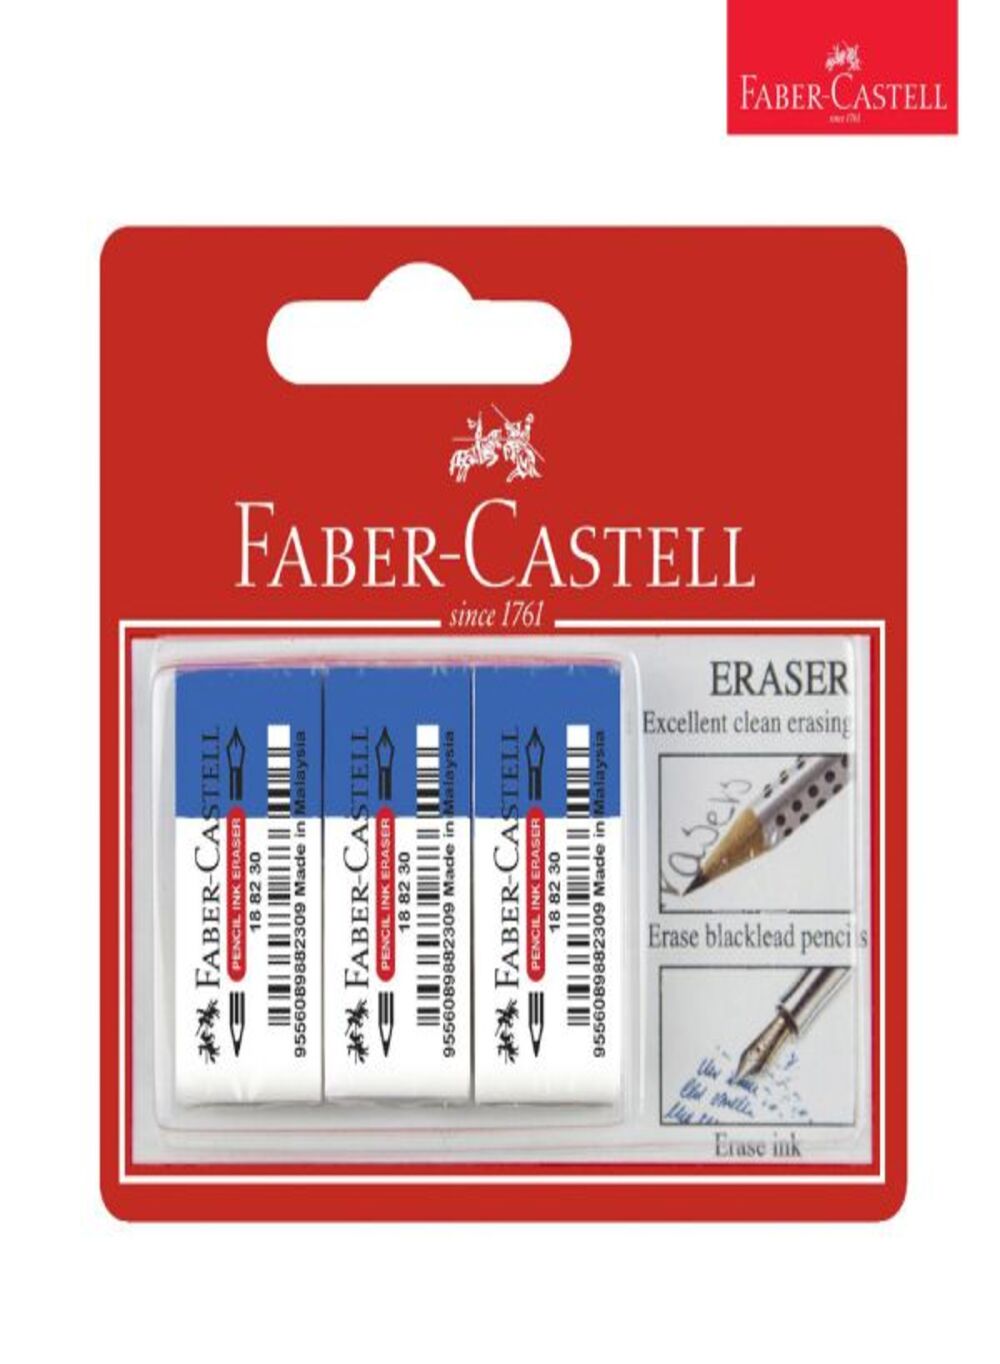 FABER-CASTELL
since 1761
FABER-CASTELL
since 1761
ERASER
Excellent clean erasing
Erase blacklead pencils
Erase ink
FABER-CASTELL
PENCIL INK ERASER
18 82 30
9556089882309 Made in Malaysia
FABER-CASTELL
PENCIL INK ERASER
18 82 30
9556089882309 Made in Malaysia
FABER-CASTELL
PENCIL INK ERASER
18 82 30
9556089882309 Made in Malaysia